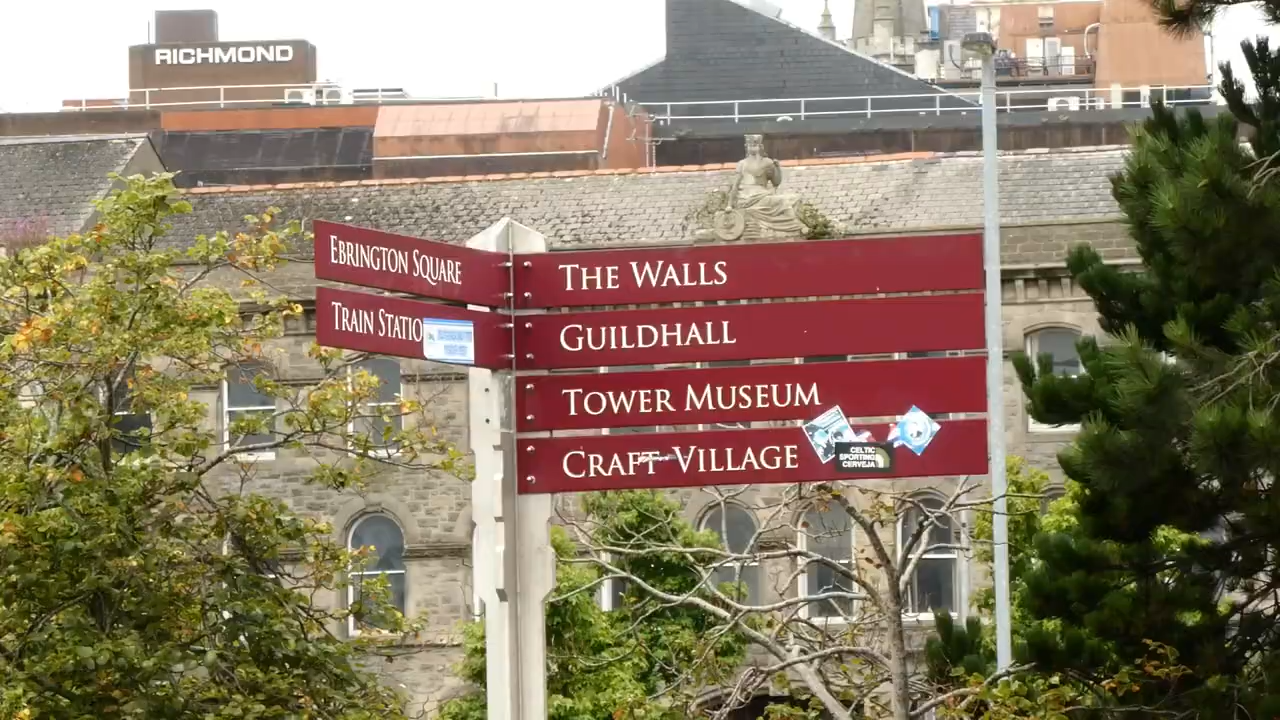 RICHMOND
EBRINGTON SQUARE
TRAIN STATIO
THE WALLS
GUILDHALL
TOWER MUSEUM
CRAFT VILLAGE
CELTIC
SPORTING
CERVEJA